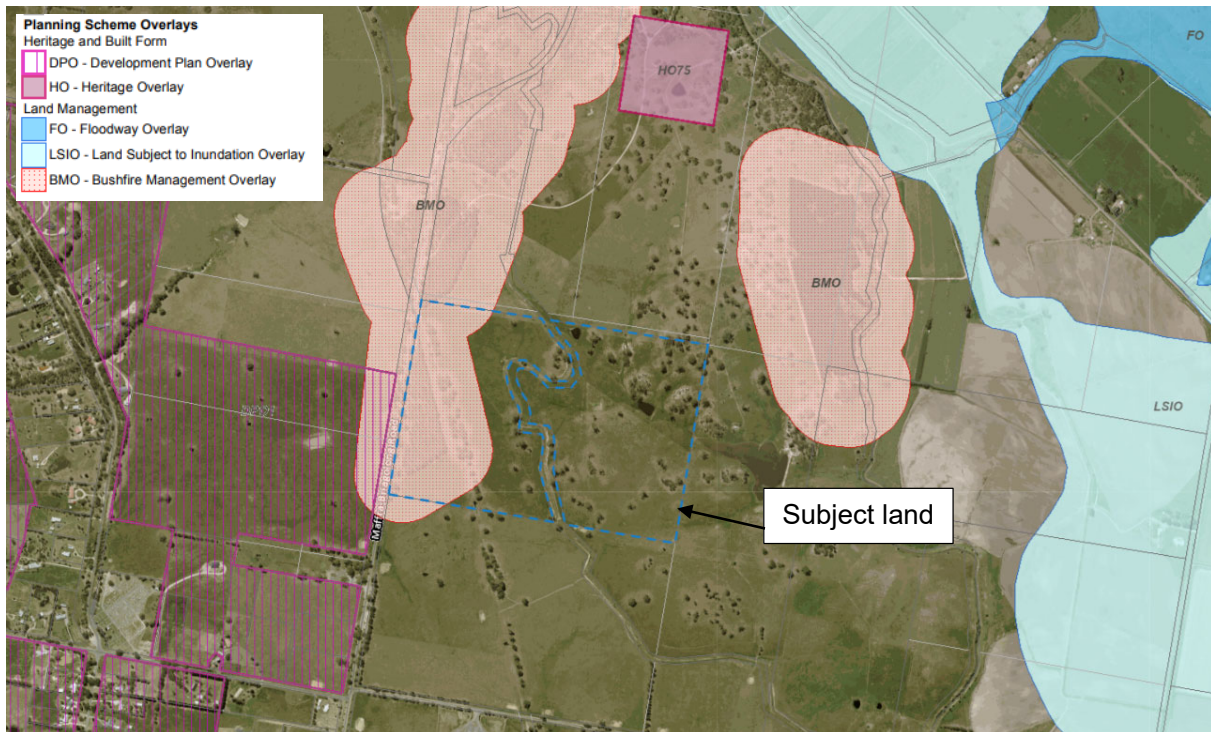 Planning Scheme Overlays
Heritage and Built Form
DPO - Development Plan Overlay
HO - Heritage Overlay
Land Management
FO - Floodway Overlay
LSIO - Land Subject to Inundation Overlay
BMO - Bushfire Management Overlay
FO
HO75
BMO
BMO
LSIO
Subject land